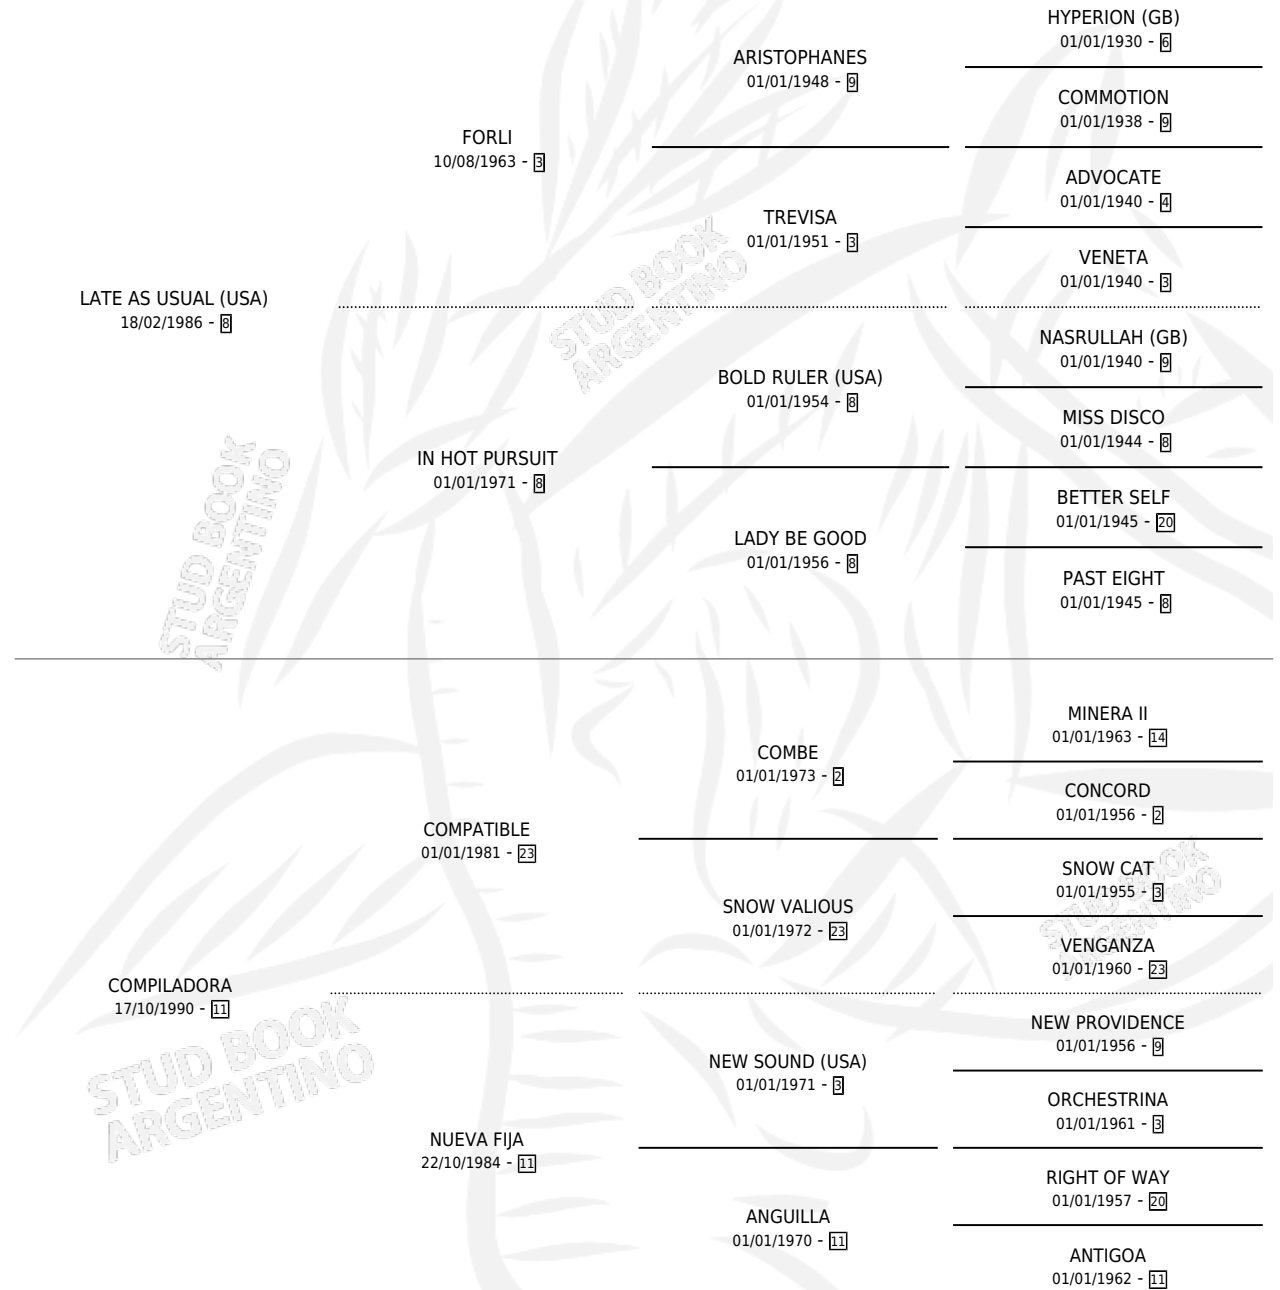 HYPERION (GB)
01/01/1930 - 6
ARISTOPHANES
01/01/1948 - 9
COMMOTION
01/01/1938 - 9
FORLI
10/08/1963 - 3
ADVOCATE
01/01/1940 - 4
TREVISA
01/01/1951 - 3
VENETA
01/01/1940 - 3
LATE AS USUAL (USA)
18/02/1986 - 8
NASRULLAH (GB)
01/01/1940 - 9
BOLD RULER (USA)
01/01/1954 - 8
MISS DISCO
01/01/1944 - 8
IN HOT PURSUIT
01/01/1971 - 8
BETTER SELF
01/01/1945 - 20
LADY BE GOOD
01/01/1956 - 8
PAST EIGHT
01/01/1945 - 8
STUD BOOK
ARGENTINO
STUD BOOK
ARGENTINO
MINERA II
01/01/1963 - 14
COMBE
01/01/1973 - 2
CONCORD
01/01/1956 - 2
COMPATIBLE
01/01/1981 - 23
SNOW CAT
01/01/1955 - 3
SNOW VALIOUS
01/01/1972 - 23
VENGANZA
01/01/1960 - 23
STUD BOOK
ARGENTINO
COMPILADORA
17/10/1990 - 11
NEW PROVIDENCE
01/01/1956 - 9
NEW SOUND (USA)
01/01/1971 - 3
ORCHESTRINA
01/01/1961 - 3
STUD BOOK
ARGENTINO
NUEVA FIJA
22/10/1984 - 11
RIGHT OF WAY
01/01/1957 - 20
ANGUILLA
01/01/1970 - 11
ANTIGOA
01/01/1962 - 11